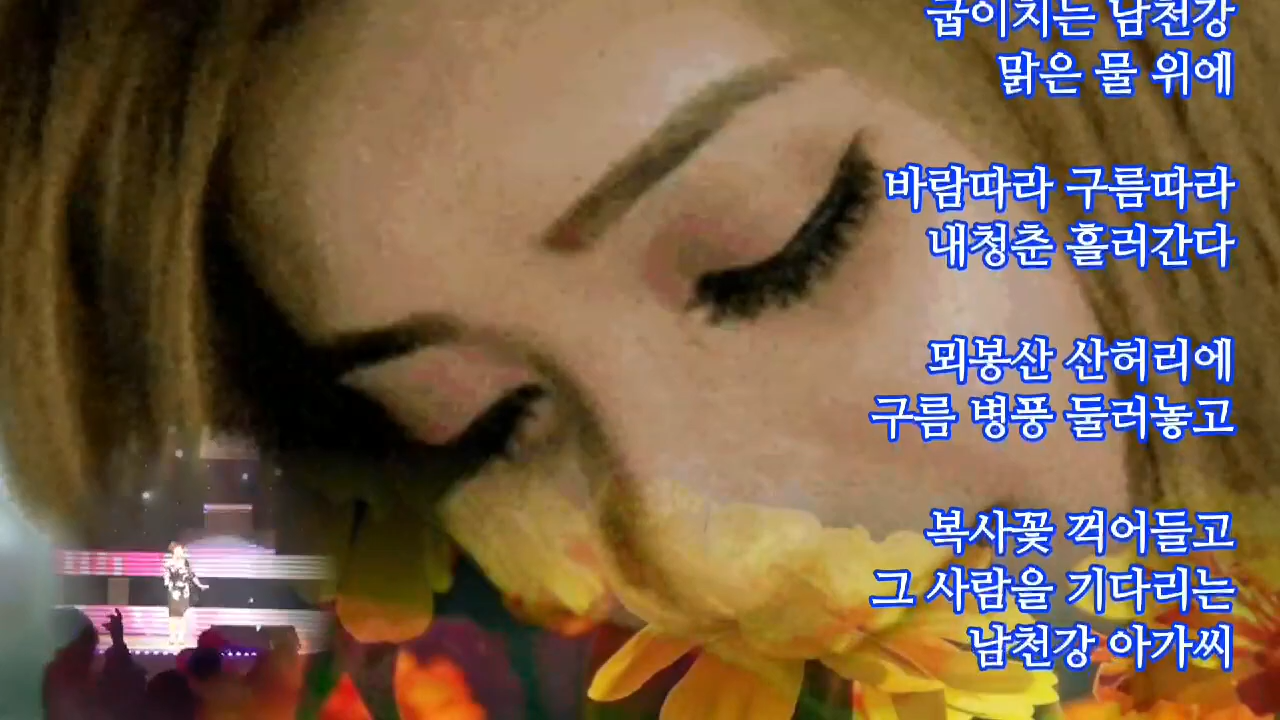 굽이치는 남천강
맑은 물 위에
바람따라 구름따라
내청춘 흘러간다
뫼봉산 산허리에
구름 병풍 둘러놓고
복사꽃 꺽어들고
그 사람을 기다리는
남천강 아가씨